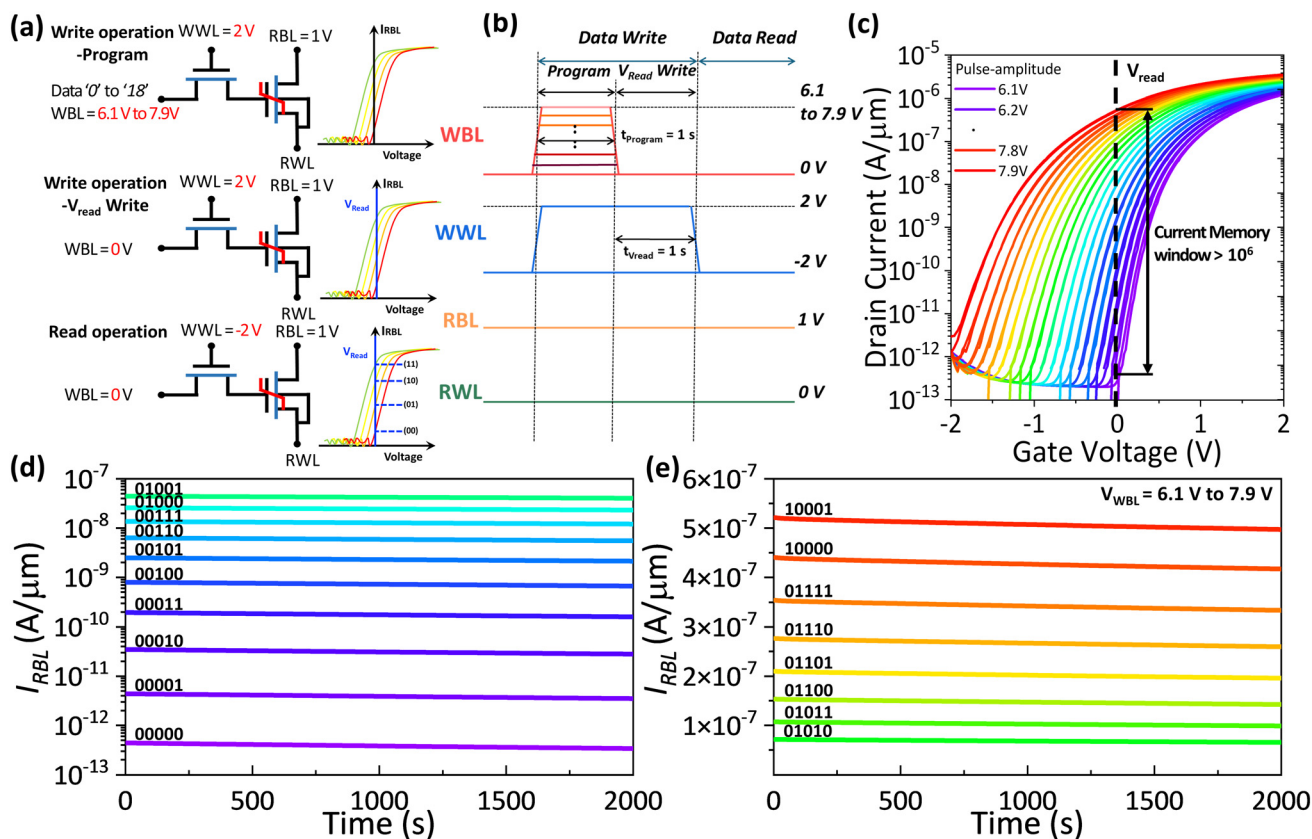 (a)
Write operation
-Program
WWL = 2 V
RBL = 1V
Data ‘0’ to ‘18’
WBL = 6.1 V to 7.9V
RWL
IRBL
Voltage
Write operation
-Vread Write
WWL = 2 V
RBL = 1V
WBL = 0 V
RWL
IRBL
VRead
Voltage
Read operation
WWL = -2 V
RBL = 1V
WBL = 0 V
RWL
IRBL
VRead
(11)
(10)
(01)
(00)
Voltage
(b)
Data Write
Data Read
Program
VRead Write
6.1
to 7.9 V
WBL
tProgram = 1 s
0 V
2 V
WWL
tVread = 1 s
-2 V
RBL
1 V
RWL
0 V
(c)
Drain Current (A/μm)
10⁻⁵
10⁻⁶
10⁻⁷
10⁻⁸
10⁻⁹
10⁻¹⁰
10⁻¹¹
10⁻¹²
10⁻¹³
Pulse-amplitude
6.1V
6.2V
.
7.8V
7.9V
Vread
Current Memory
window > 10⁶
-2
-1
0
1
2
Gate Voltage (V)
(d)
IRBL (A/μm)
10⁻⁷
10⁻⁸
10⁻⁹
10⁻¹⁰
10⁻¹¹
10⁻¹²
10⁻¹³
01001
01000
00111
00110
00101
00100
00011
00010
00001
00000
0
500
1000
1500
2000
Time (s)
(e)
IRBL (A/μm)
6×10⁻⁷
5×10⁻⁷
4×10⁻⁷
3×10⁻⁷
2×10⁻⁷
1×10⁻⁷
VWBL = 6.1 V to 7.9 V
10001
10000
01111
01110
01101
01100
01011
01010
0
500
1000
1500
2000
Time (s)